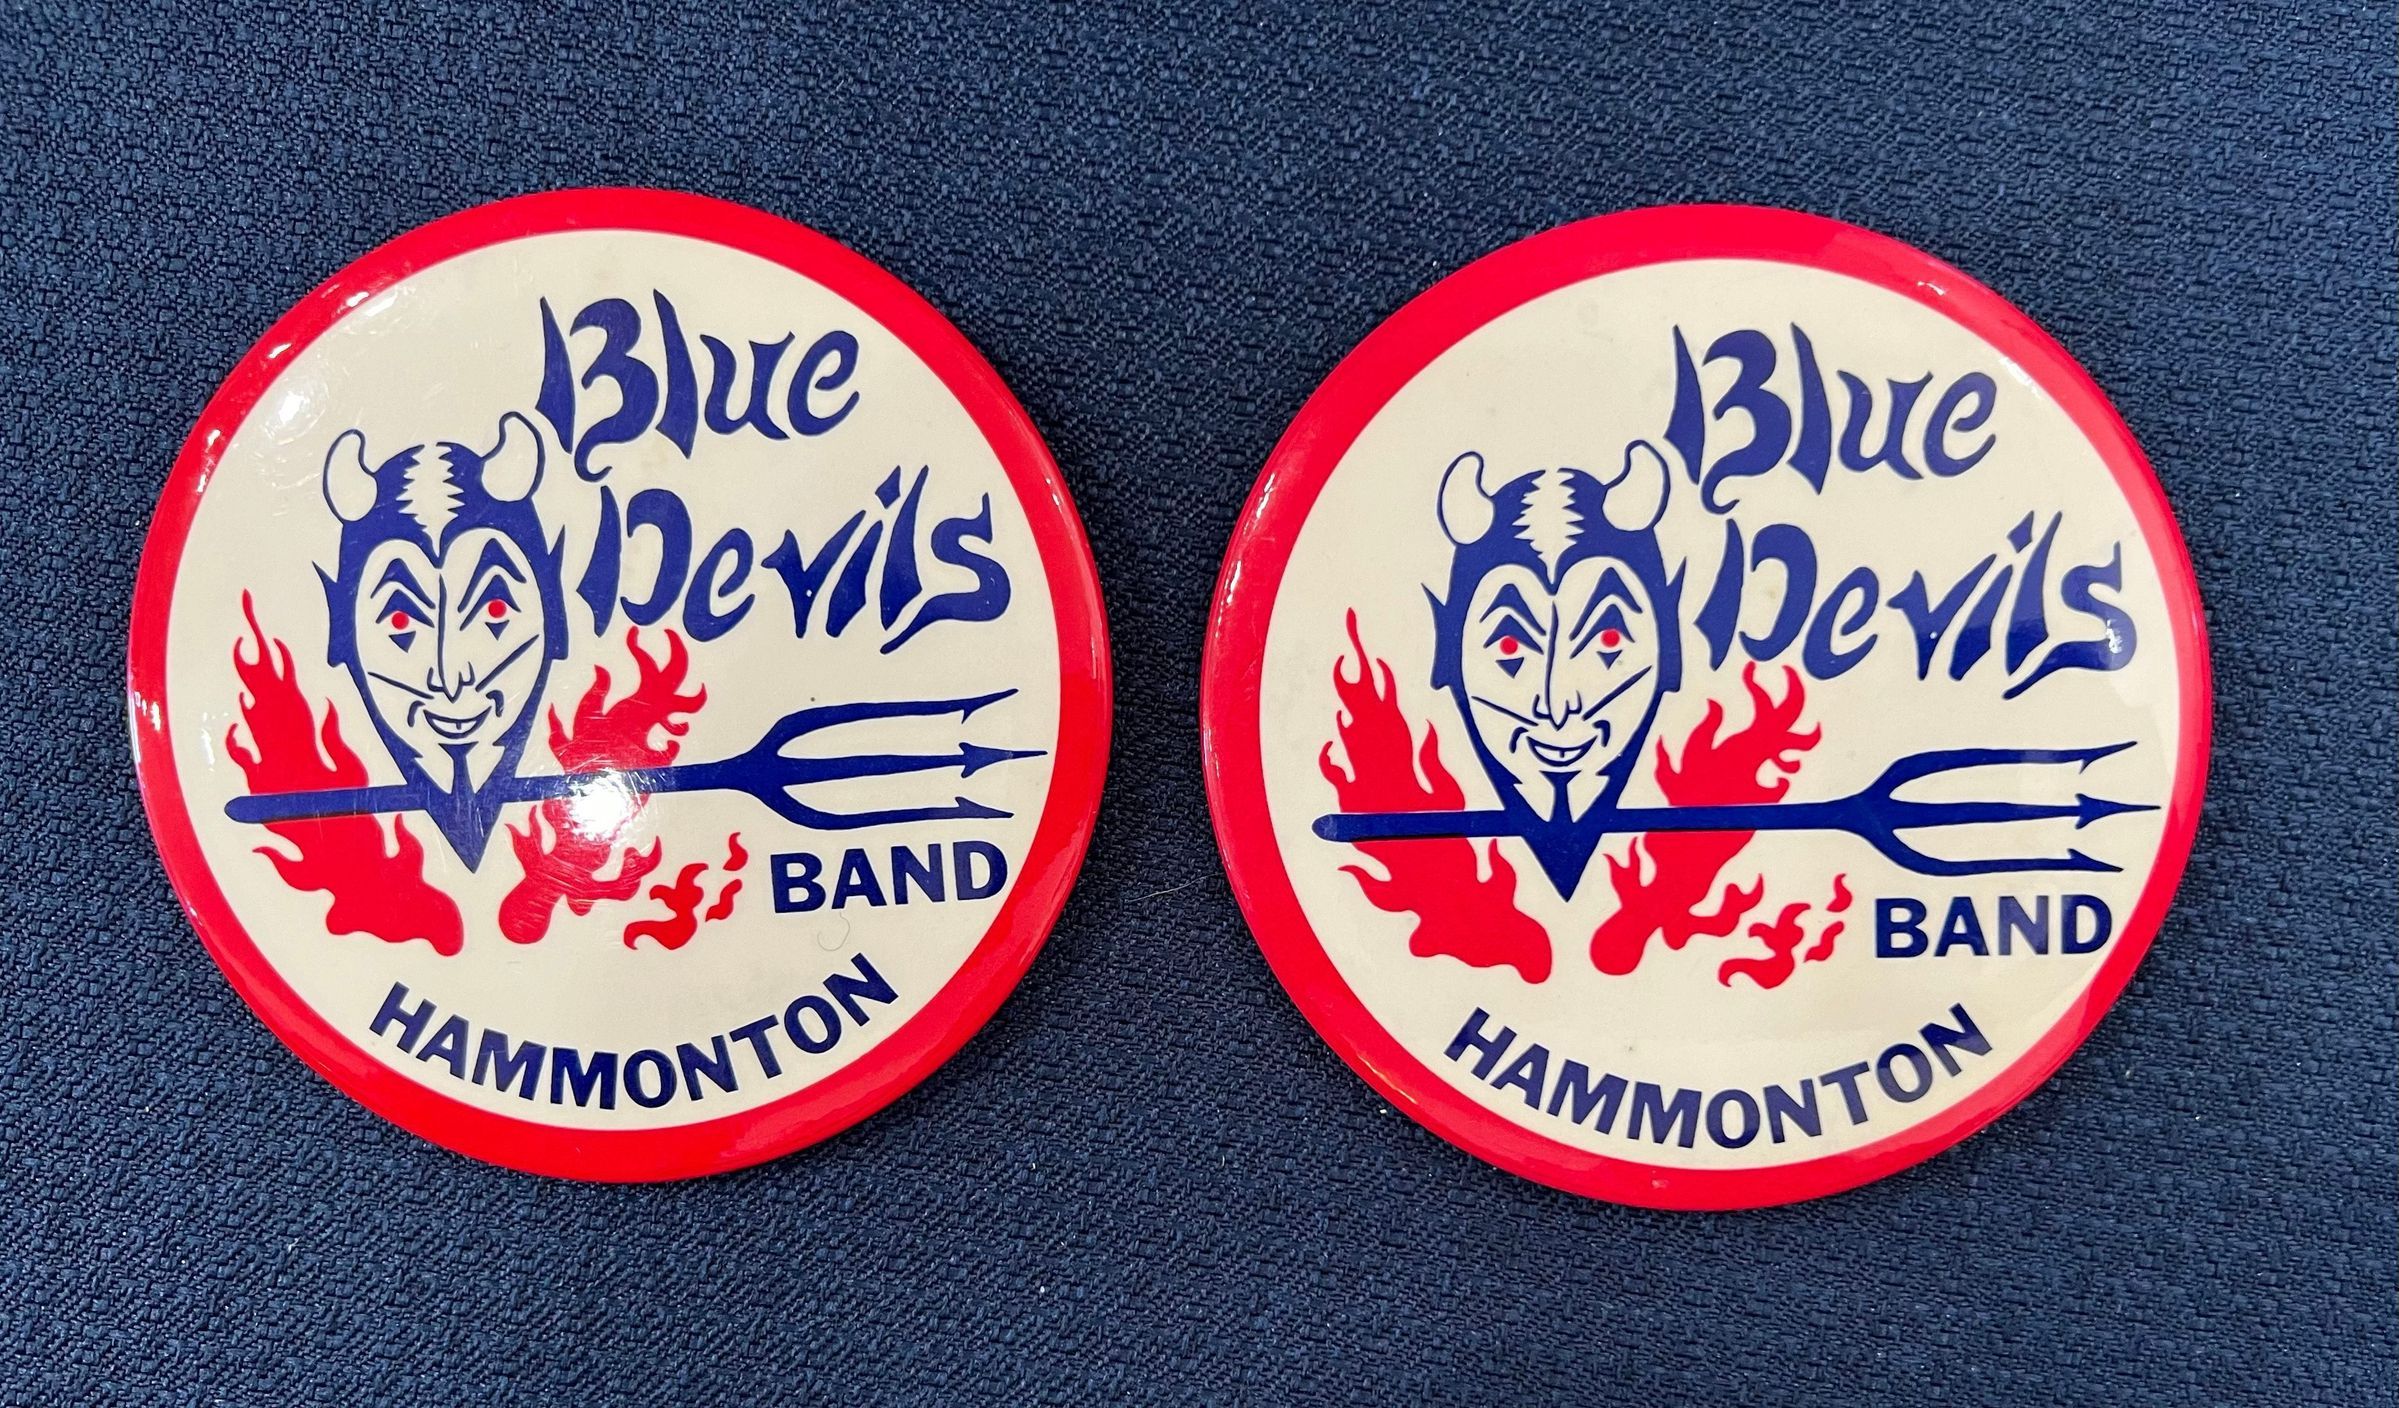 Blue
Devils
BAND
HAMMONTON
Blue
Devils
BAND
HAMMONTON